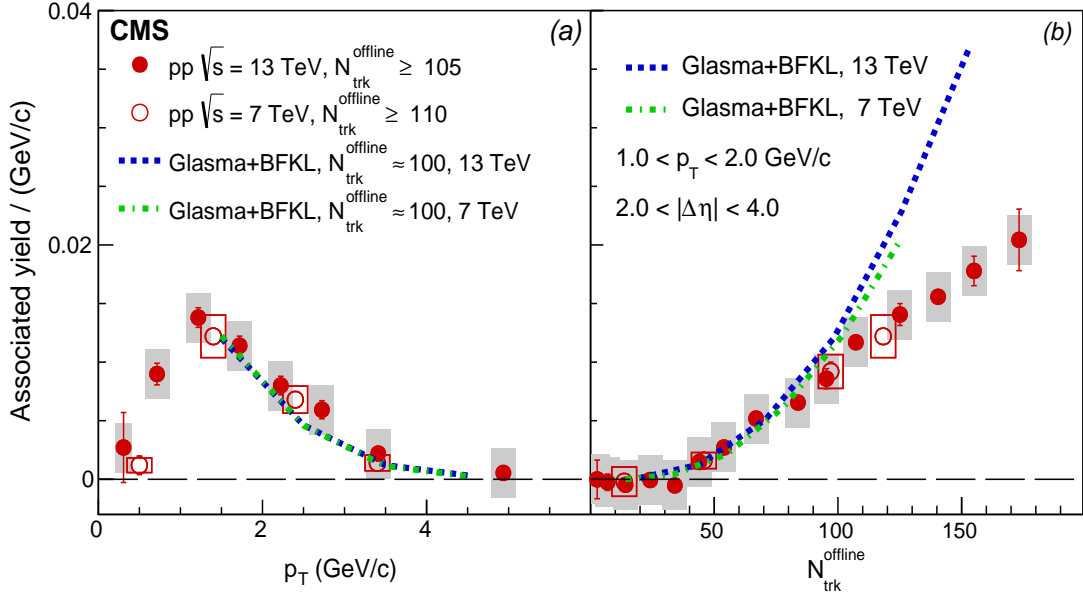 CMS
(a)
pp √s = 13 TeV, N_trk^offline ≥ 105
pp √s = 7 TeV, N_trk^offline ≥ 110
Glasma+BFKL, N_trk^offline ≈ 100, 13 TeV
Glasma+BFKL, N_trk^offline ≈ 100, 7 TeV
(b)
Glasma+BFKL, 13 TeV
Glasma+BFKL, 7 TeV
1.0 < p_T < 2.0 GeV/c
2.0 < |Δη| < 4.0
Associated yield / (GeV/c)
0.04
0.02
0
0 2 4
p_T (GeV/c)
50 100 150
N_trk^offline